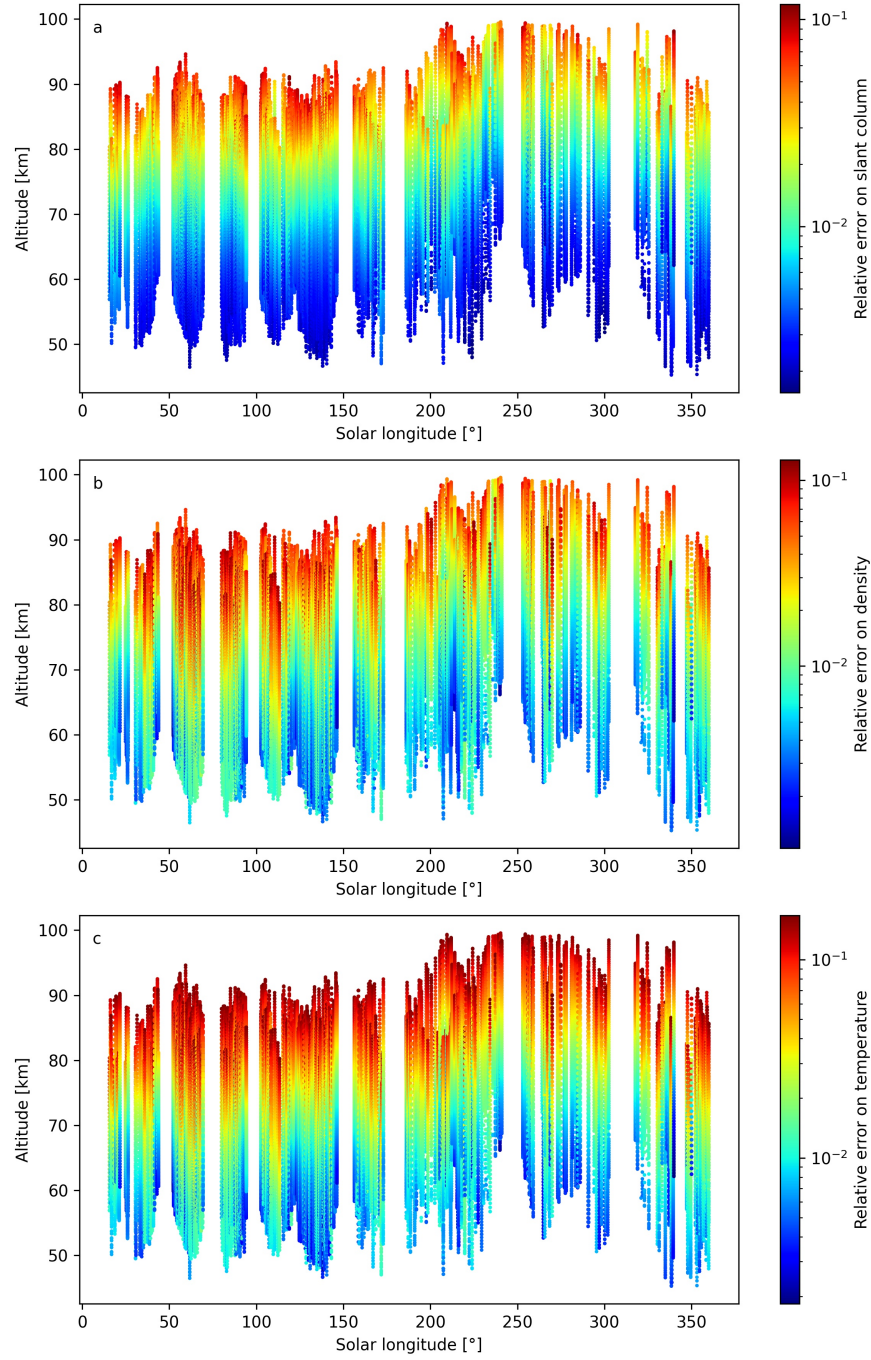 a
100
90
80
70
60
50
Altitude [km]
0 50 100 150 200 250 300 350
Solar longitude [°]
10⁻¹
10⁻²
Relative error on slant column
b
100
90
80
70
60
50
Altitude [km]
0 50 100 150 200 250 300 350
Solar longitude [°]
10⁻¹
10⁻²
Relative error on density
c
100
90
80
70
60
50
Altitude [km]
0 50 100 150 200 250 300 350
Solar longitude [°]
10⁻¹
10⁻²
Relative error on temperature